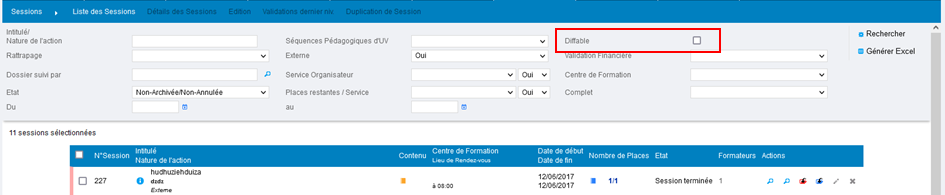 Sessions Liste des Sessions Détails des Sessions Edition Validations dernier niv. Duplication de Session
Intitulé/
Nature de l'action Séquences Pédagogiques d'UV Diffable Rechercher
Rattrapage Externe Oui Validation Financière Générer Excel
Dossier suivi par Service Organisateur Oui Centre de Formation
Etat Non-Archivée/Non-Annulée Places restantes / Service Oui Complet
Du au
11 sessions sélectionnées
N°Session Intitulé Nature de l'action Contenu Centre de Formation Lieu de Rendez-vous Date de début Date de fin Nombre de Places Etat Formateurs Actions
227 hudhuziehduiza 12/06/2017 1/1 Session terminée 1
dsdz
Externe à 08:00 12/06/2017